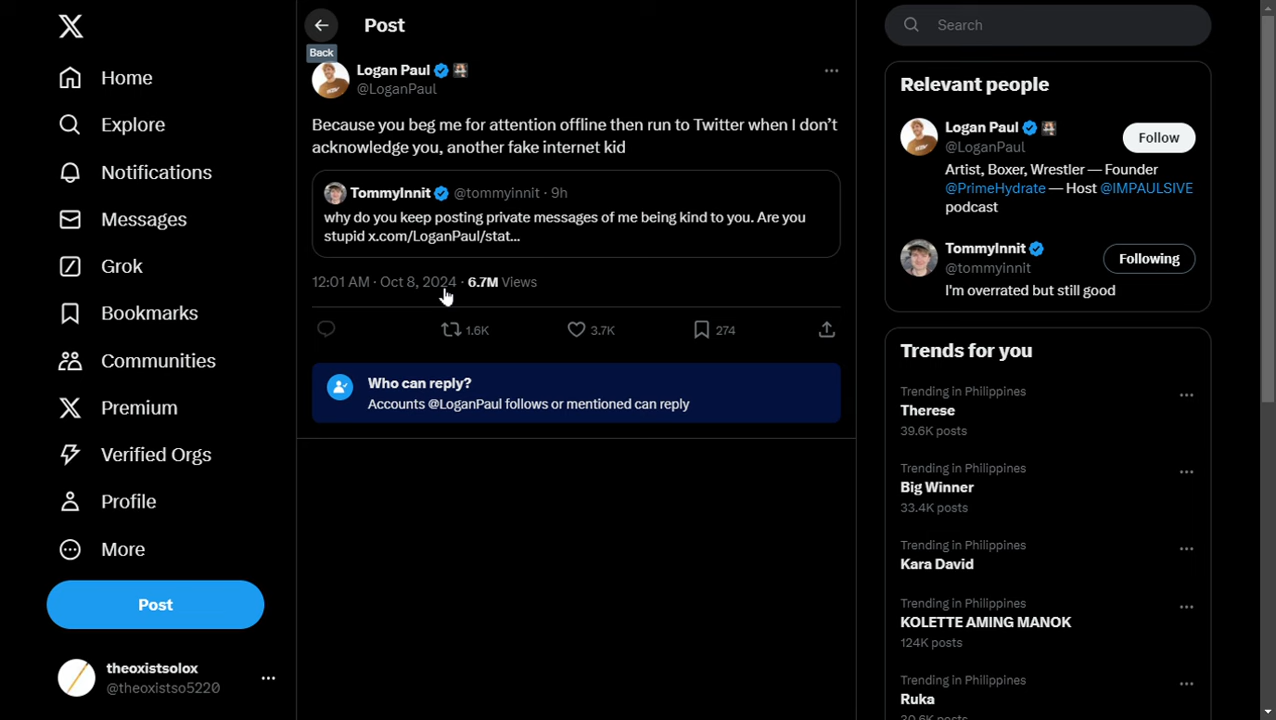 Home
Explore
Notifications
Messages
Grok
Bookmarks
Communities
Premium
Verified Orgs
Profile
More
Post
theoxistsolox
@theoxistso5220
Post
Back
Logan Paul
@LoganPaul
Because you beg me for attention offline then run to Twitter when I don’t
acknowledge you, another fake internet kid
TommyInnit @tommyinnit · 9h
why do you keep posting private messages of me being kind to you. Are you
stupid x.com/LoganPaul/stat…
12:01 AM · Oct 8, 2024 · 6.7M Views
1.6K 3.7K 274
Who can reply?
Accounts @LoganPaul follows or mentioned can reply
Search
Relevant people
Logan Paul
@LoganPaul
Follow
Artist, Boxer, Wrestler — Founder
@PrimeHydrate — Host @IMPAULSIVE
podcast
TommyInnit
@tommyinnit
Following
I'm overrated but still good
Trends for you
Trending in Philippines
Therese
39.6K posts
Trending in Philippines
Big Winner
33.4K posts
Trending in Philippines
Kara David
Trending in Philippines
KOLETTE AMING MANOK
124K posts
Trending in Philippines
Ruka